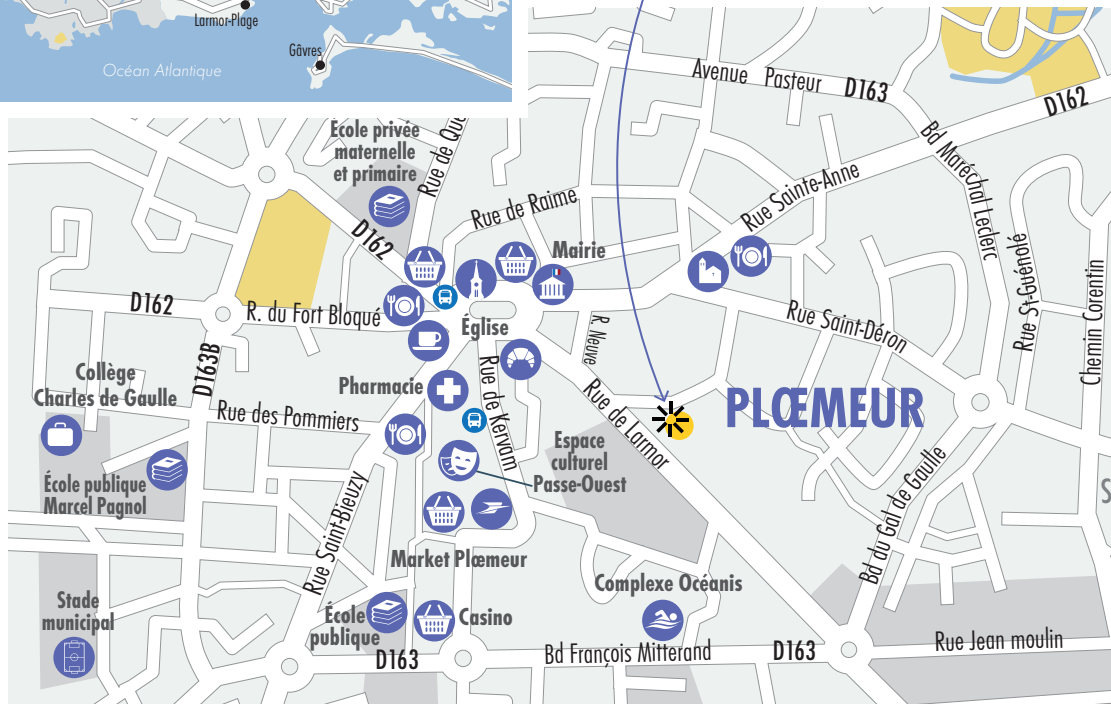 Larmor-Plage
Gâvres
Océan Atlantique
Avenue Pasteur
D163
D162
École privée
maternelle
et primaire
Bd Maréchal Leclerc
Rue Sainte-Anne
Rue de Raime
D162
Mairie
Rue St-Guénolé
Chemin Corentin
D162
R. du Fort Bloqué
Église
R. Neuve
Rue Saint-Déron
D163B
Collège
Charles de Gaulle
Pharmacie
Rue de Kervam
Rue de Larmor
PLŒMEUR
Rue des Pommiers
Espace
culturel
Passe-Ouest
École publique
Marcel Pagnol
Rue Saint-Bieuzy
Bd du Gal de Gaulle
Market Plœmeur
Complexe Océanis
Stade
municipal
École
publique
Casino
D163
Bd François Mitterand
D163
Rue Jean moulin